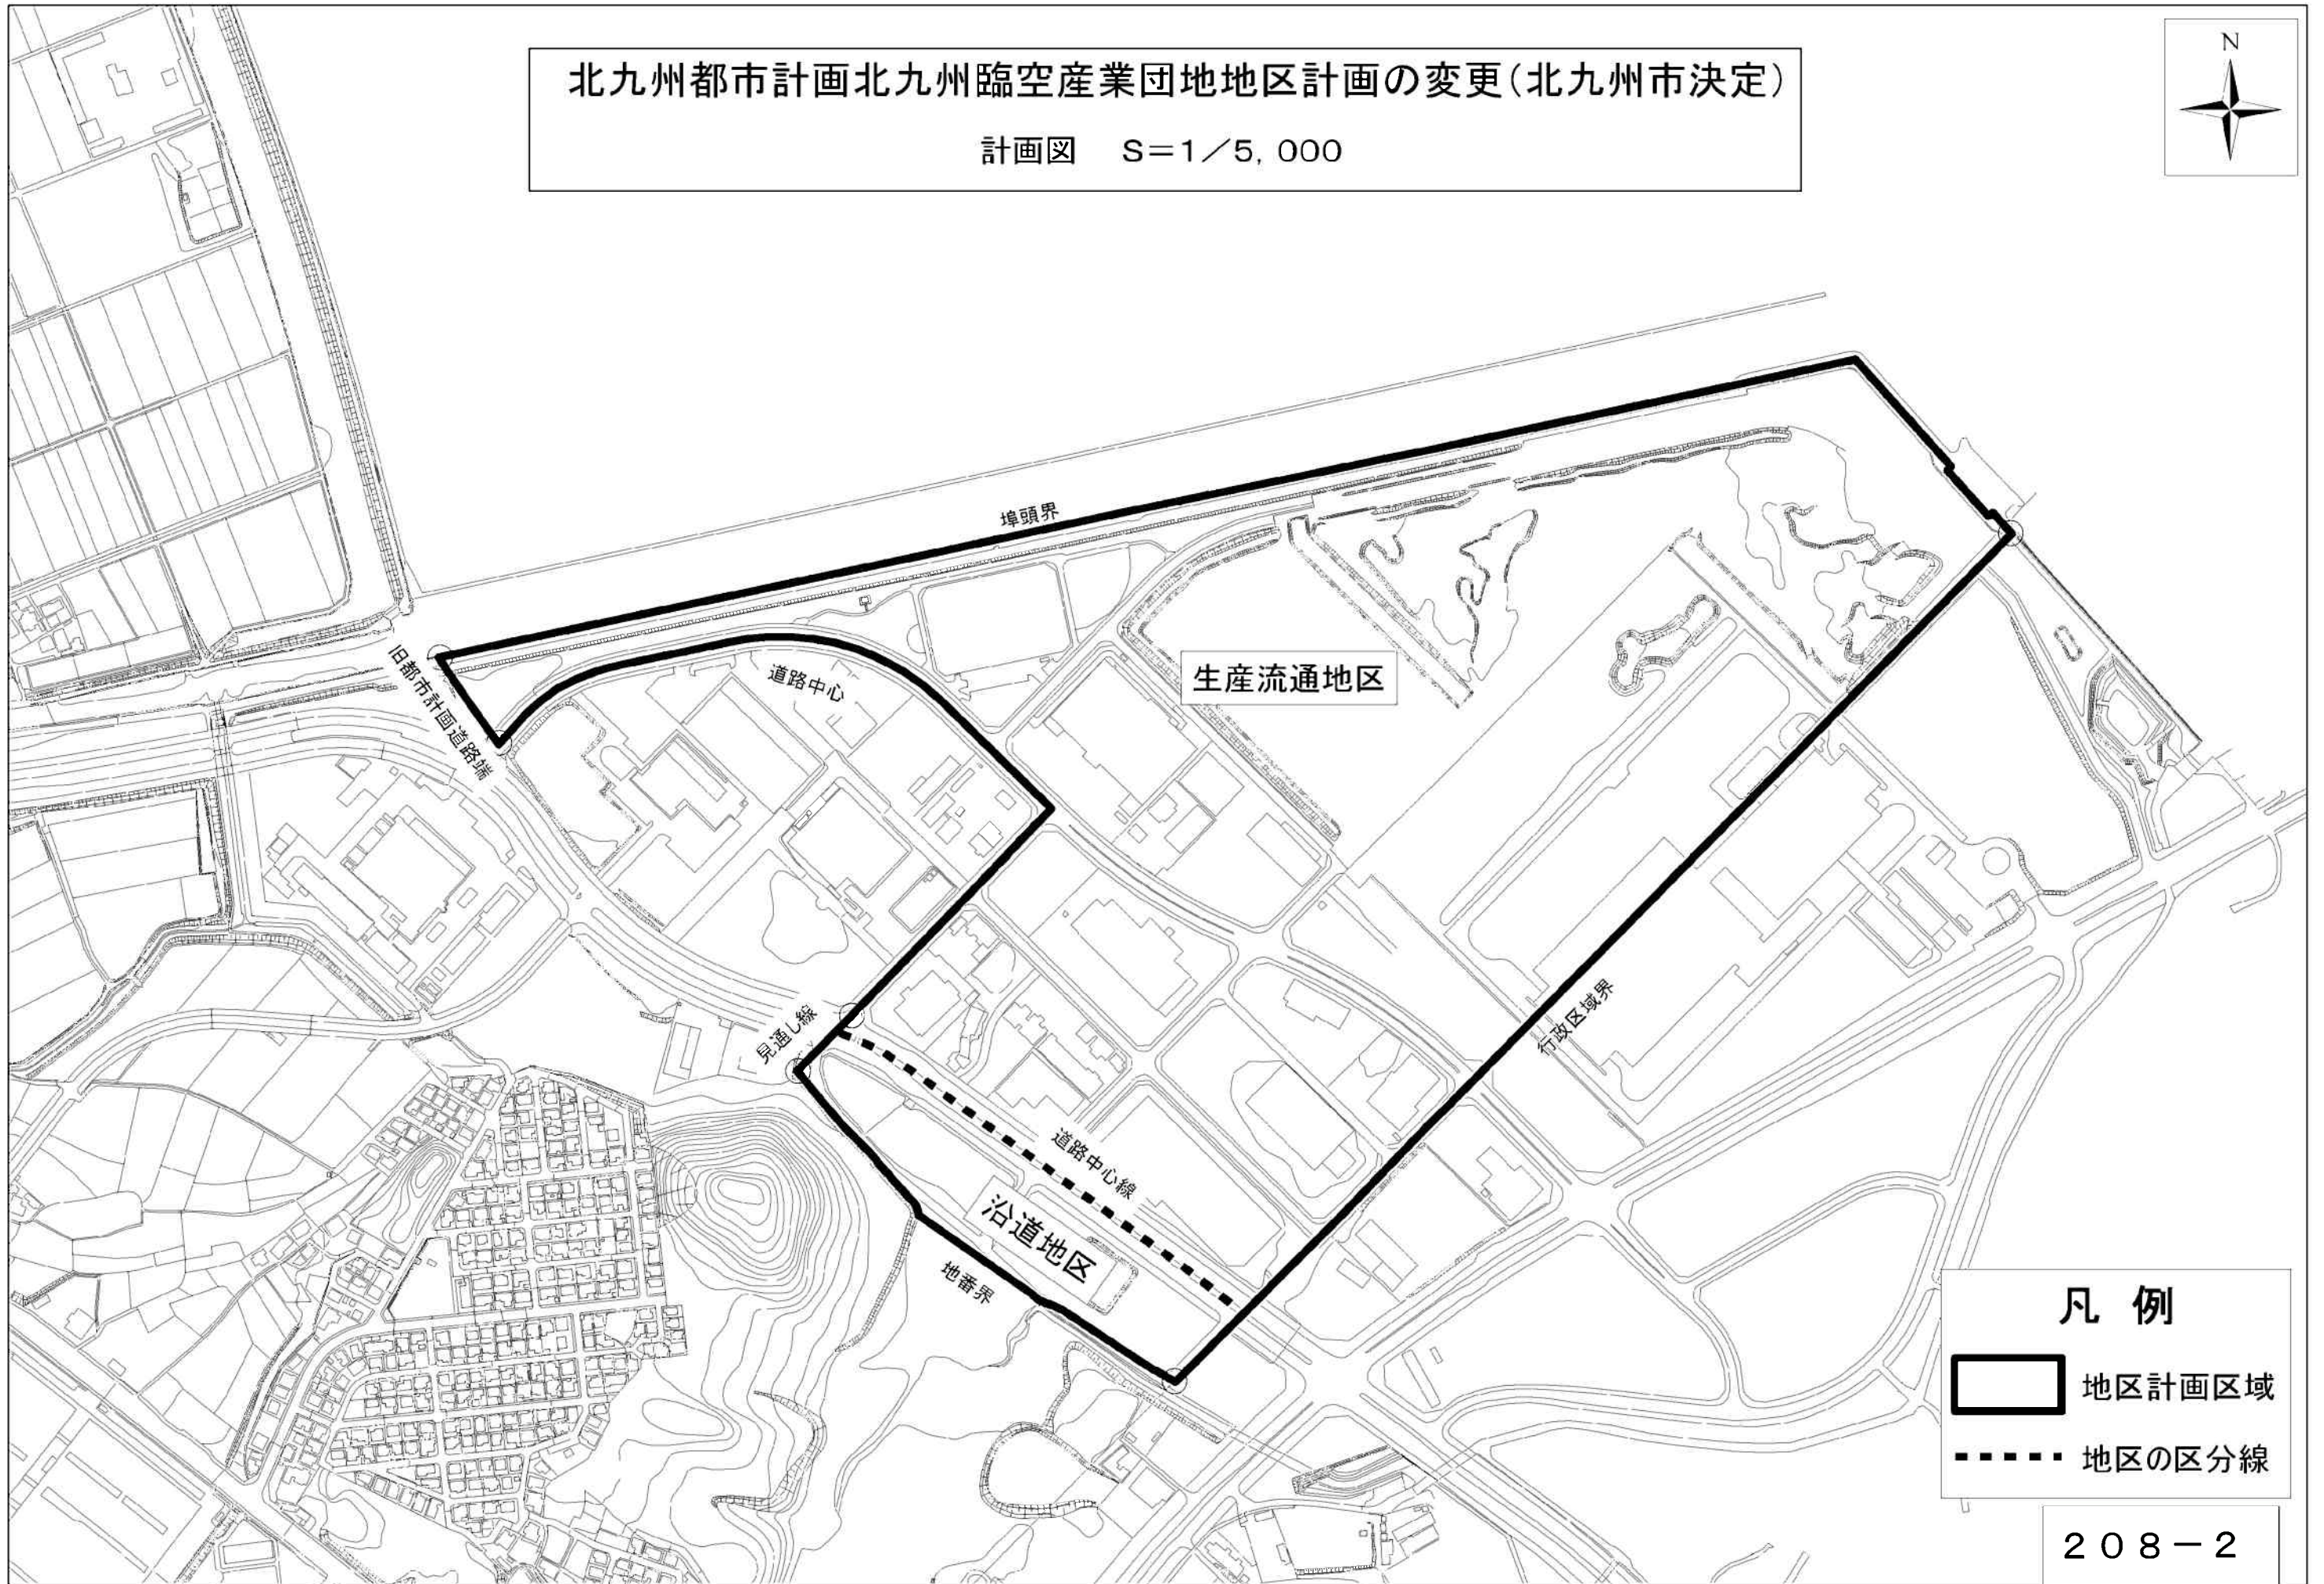 北九州都市計画北九州臨空産業団地地区計画の変更(北九州市決定)
計画図　S＝1／5,000
N
埠頭界
旧都市計画道路端
道路中心
生産流通地区
見通し線
行政区域界
道路中心線
沿道地区
地番界
凡 例
地区計画区域
地区の区分線
208－2